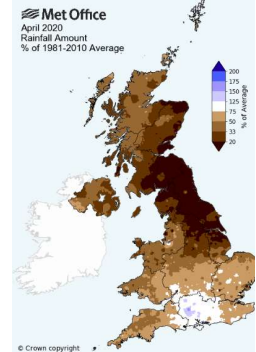 Met Office
April 2020
Rainfall Amount
% of 1981-2010 Average
200
175
150
125
75
50
33
20
% of Average
© Crown copyright